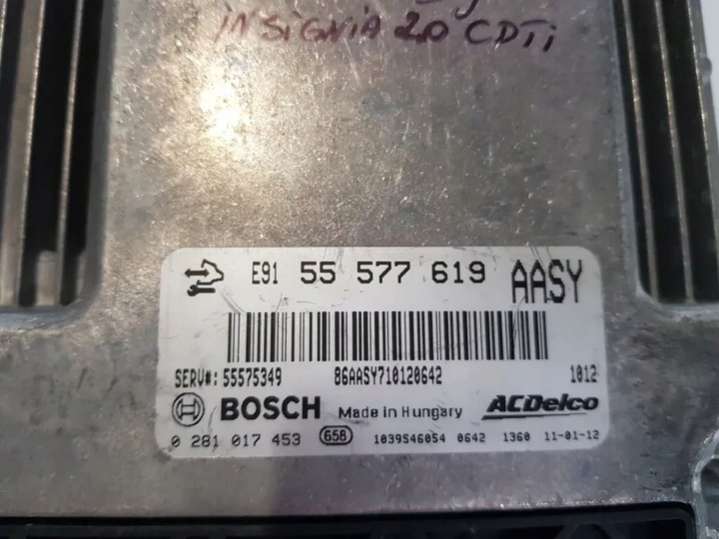 INSIGNIA 2.0 CDTi
E91 55 577 619 AASY
SERV#: 55575349 86AASY710120642 1012
BOSCH Made in Hungary ACDelco
0 281 017 453 658 1039S46054 0642 1360 11-01-12